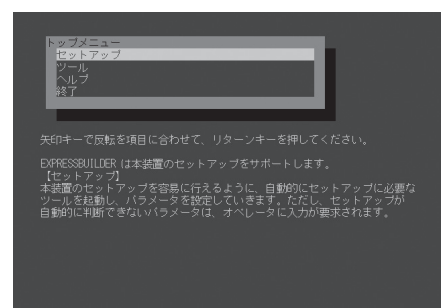 トップメニュー
セットアップ
ツール
ヘルプ
終了
矢印キーで反転を項目に合わせて、リターンキーを押してください。
EXPRESSBUILDER は本装置のセットアップをサポートします。
【セットアップ】
本装置のセットアップを容易に行えるように、自動的にセットアップに必要な
ツールを起動し、パラメータを設定していきます。ただし、セットアップが
自動的に判断できないパラメータは、オペレータに入力が要求されます。